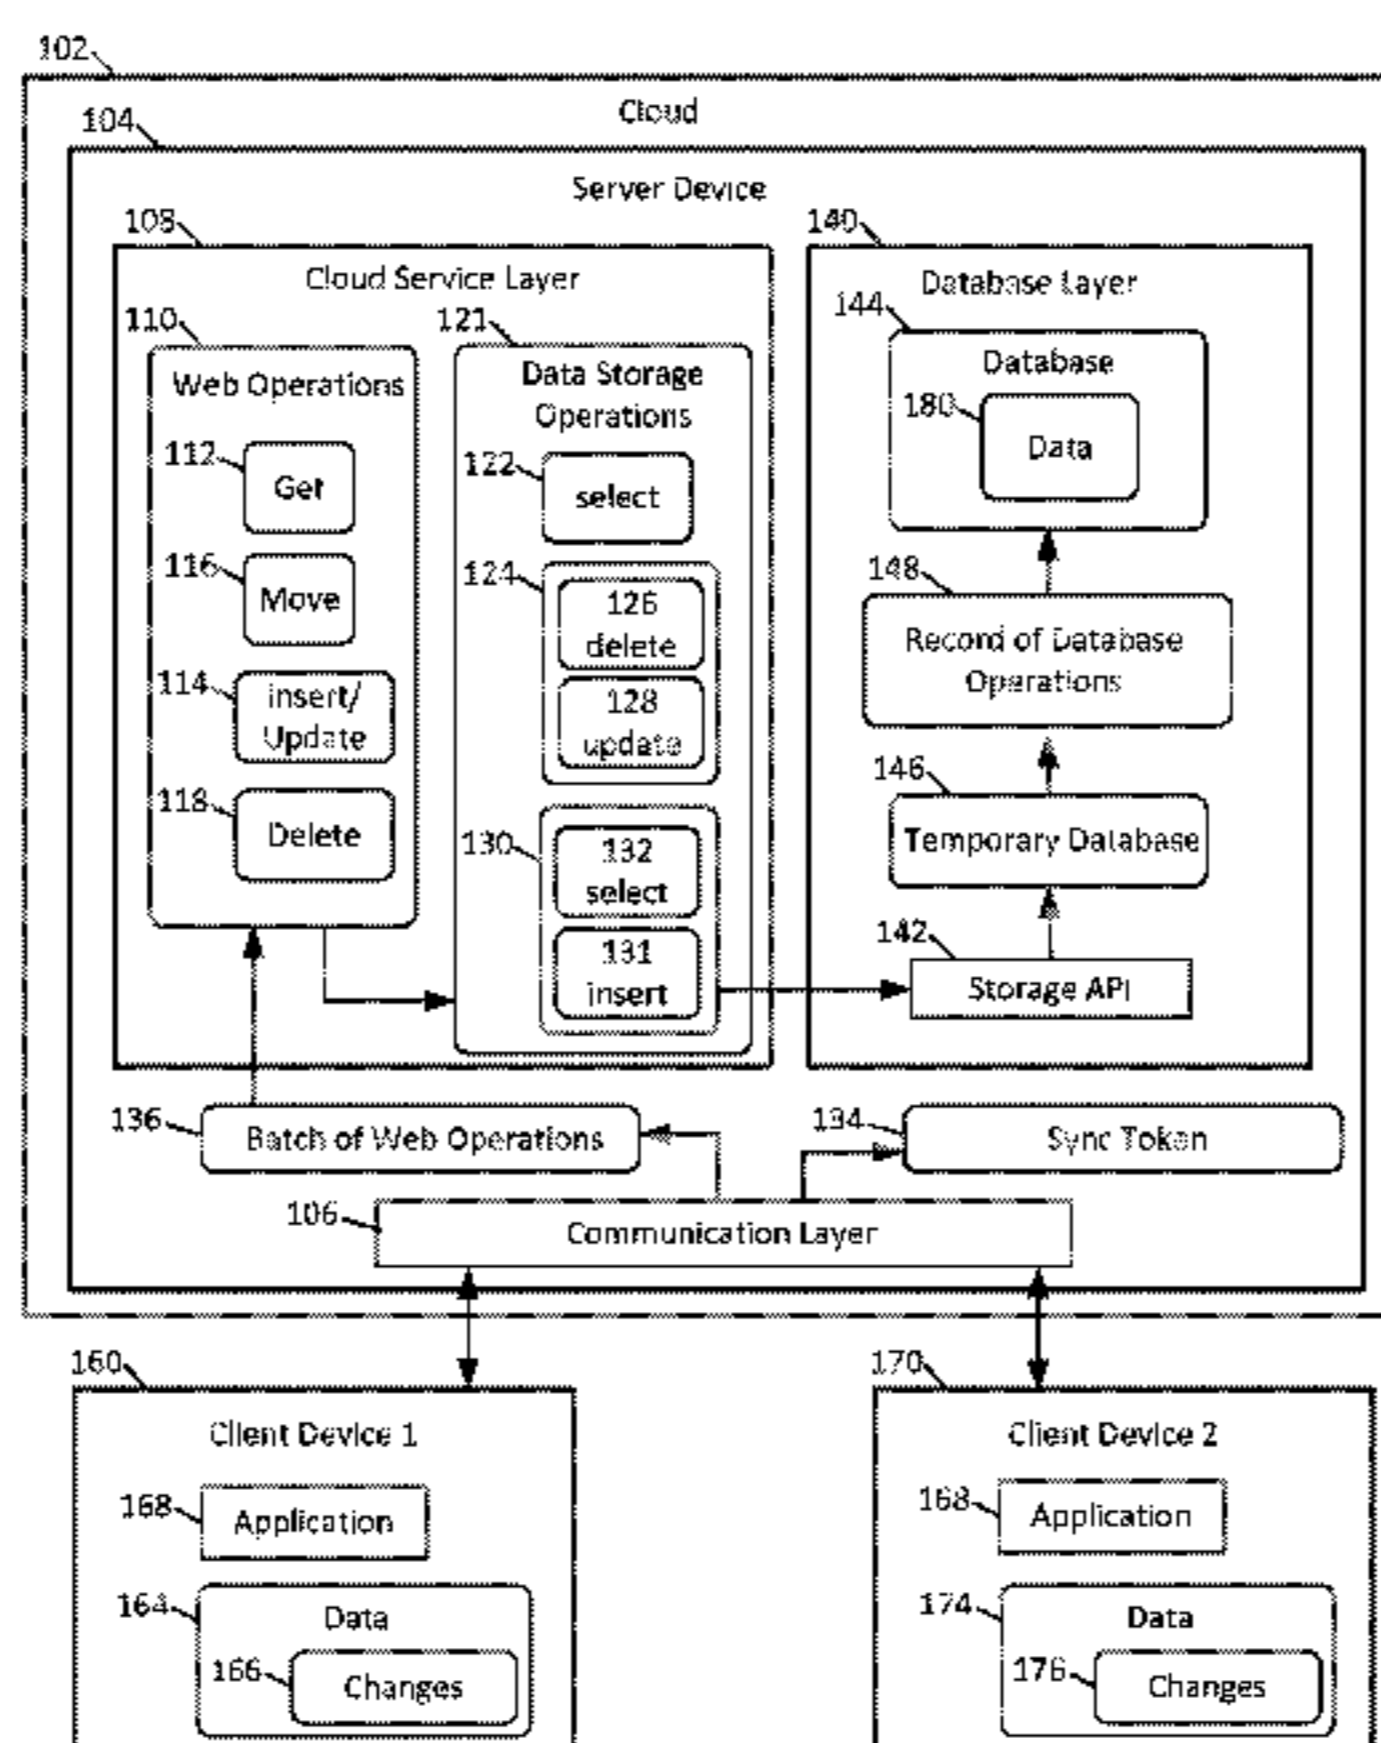 102
Cloud
104
Server Device
108
Cloud Service Layer
110
Web Operations
112
Get
116
Move
114
insert/
Update
118
Delete
121
Data Storage
Operations
122
select
124
126
delete
128
update
130
132
select
131
insert
140
Database Layer
144
Database
180
Data
148
Record of Database
Operations
146
Temporary Database
142
Storage API
136
Batch of Web Operations
134
Sync Token
106
Communication Layer
160
Client Device 1
168
Application
164
Data
166
Changes
170
Client Device 2
168
Application
174
Data
176
Changes